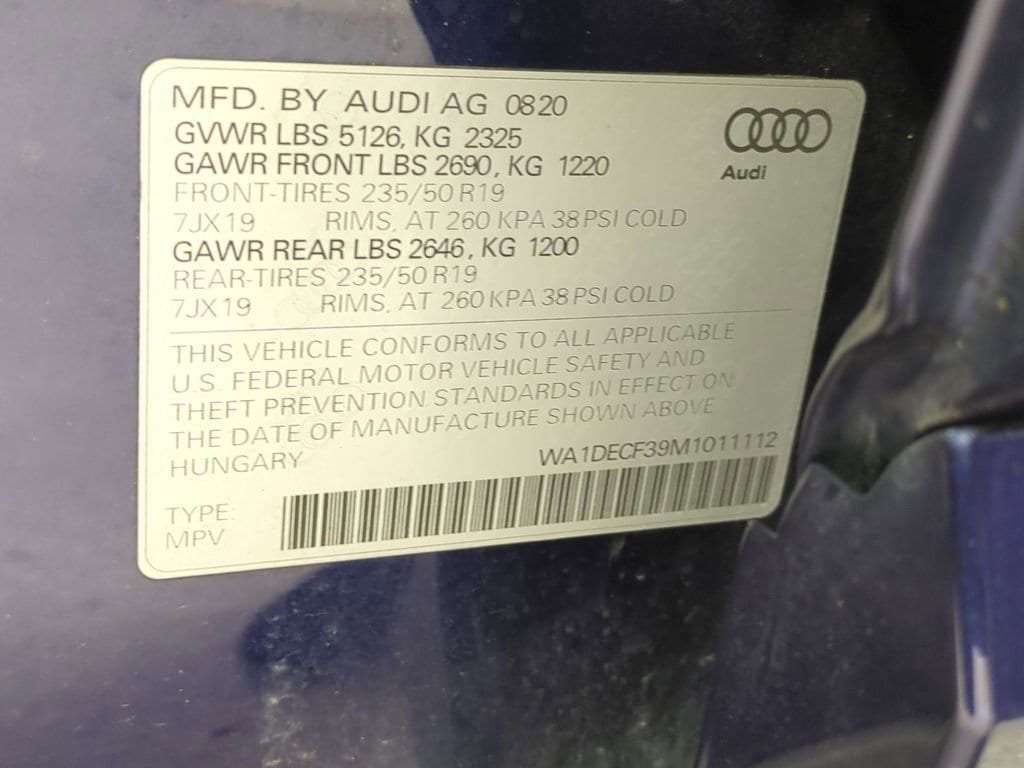 MFD. BY AUDI AG 0820
GVWR LBS 5126, KG 2325
GAWR FRONT LBS 2690, KG 1220
FRONT-TIRES 235/50 R19
7JX19 RIMS, AT 260 KPA 38 PSI COLD
GAWR REAR LBS 2646, KG 1200
REAR-TIRES 235/50 R19
7JX19 RIMS, AT 260 KPA 38 PSI COLD
Audi
THIS VEHICLE CONFORMS TO ALL APPLICABLE
U.S. FEDERAL MOTOR VEHICLE SAFETY AND
THEFT PREVENTION STANDARDS IN EFFECT ON
THE DATE OF MANUFACTURE SHOWN ABOVE
HUNGARY WA1DECF39M1011112
TYPE:
MPV